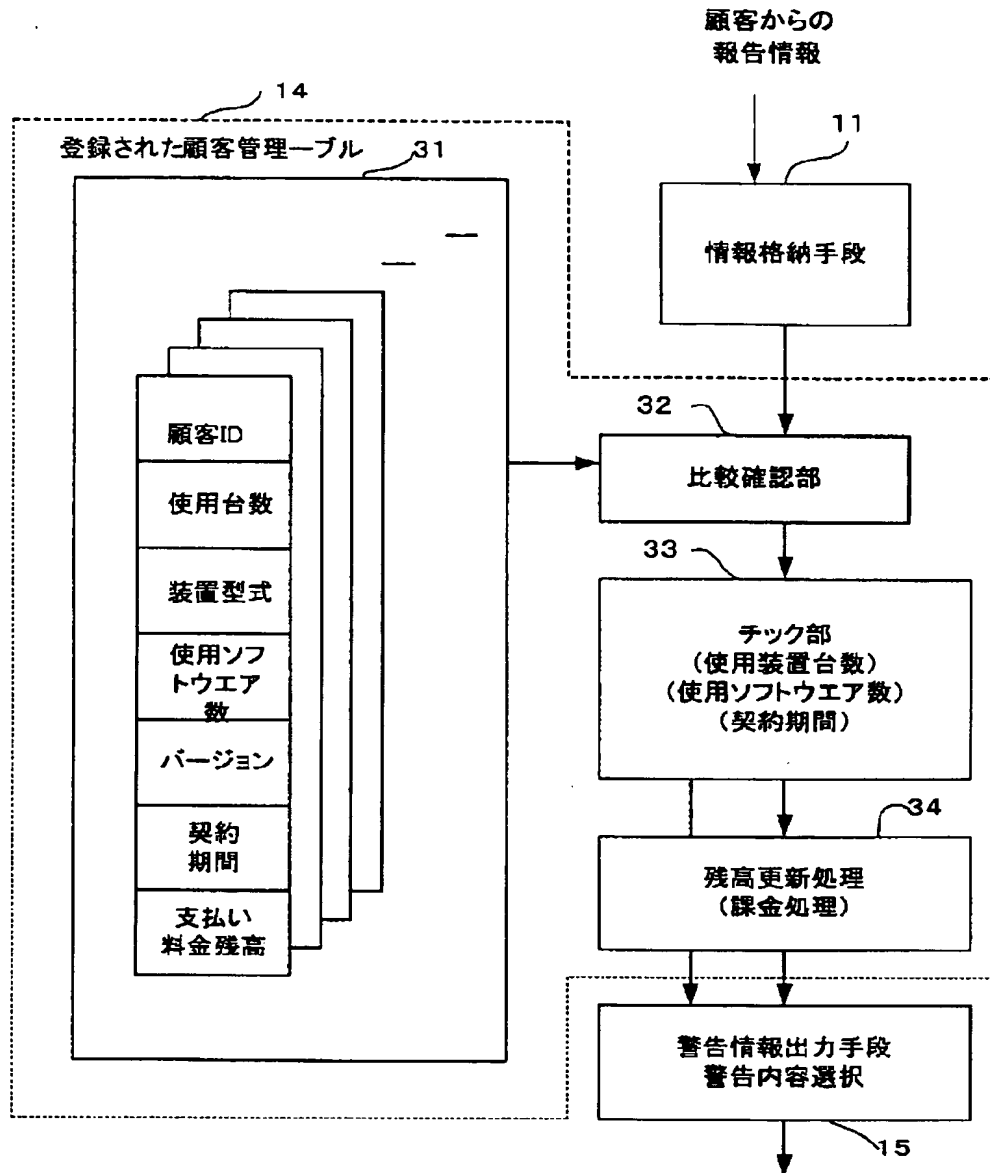 顧客からの
報告情報
14
登録された顧客管理ーブル
31
11
情報格納手段
32
比較確認部
33
チック部
(使用装置台数)
(使用ソフトウエア数)
(契約期間)
顧客ID
使用台数
装置型式
使用ソフ
トウエア
数
バージョン
契約
期間
支払い
料金残高
34
残高更新処理
(課金処理)
警告情報出力手段
警告内容選択
15